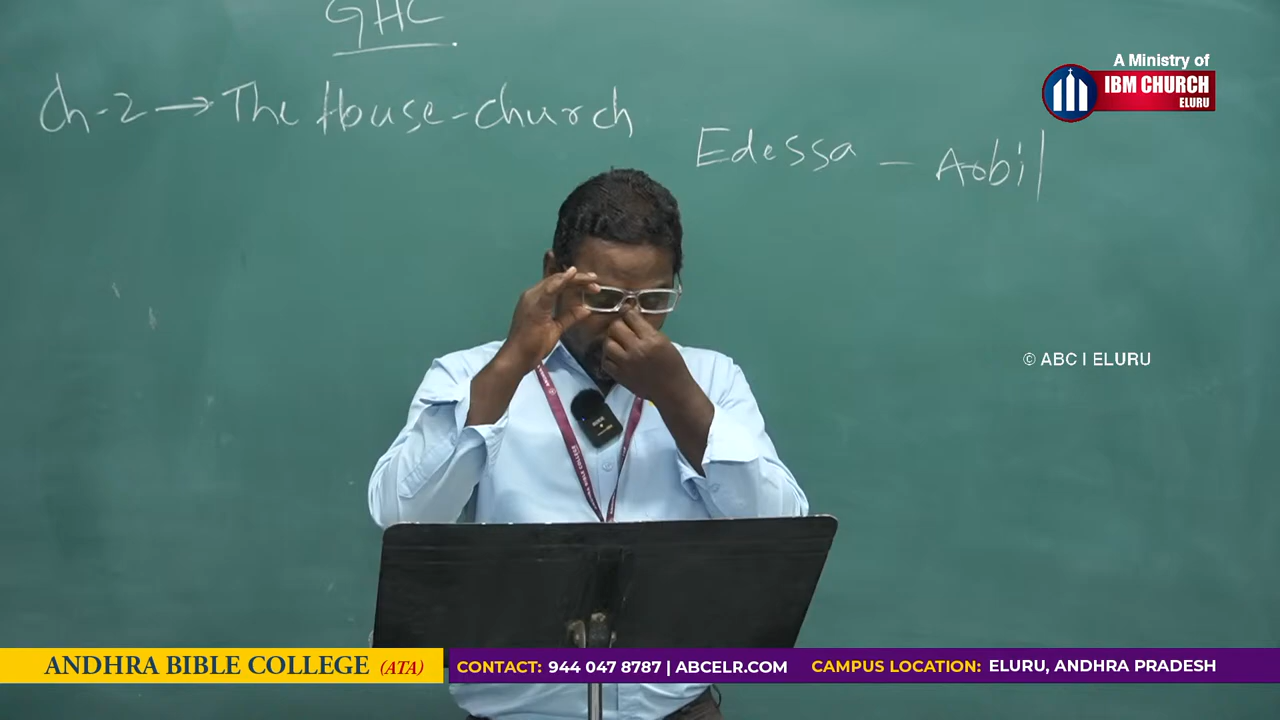 GHC
Ch-2 → The House-church
Edessa – Arbil
A Ministry of
IBM CHURCH
ELURU
© ABC | ELURU
ANDHRA BIBLE COLLEGE (ATA)
CONTACT: 944 047 8787 | ABCELR.COM
CAMPUS LOCATION: ELURU, ANDHRA PRADESH